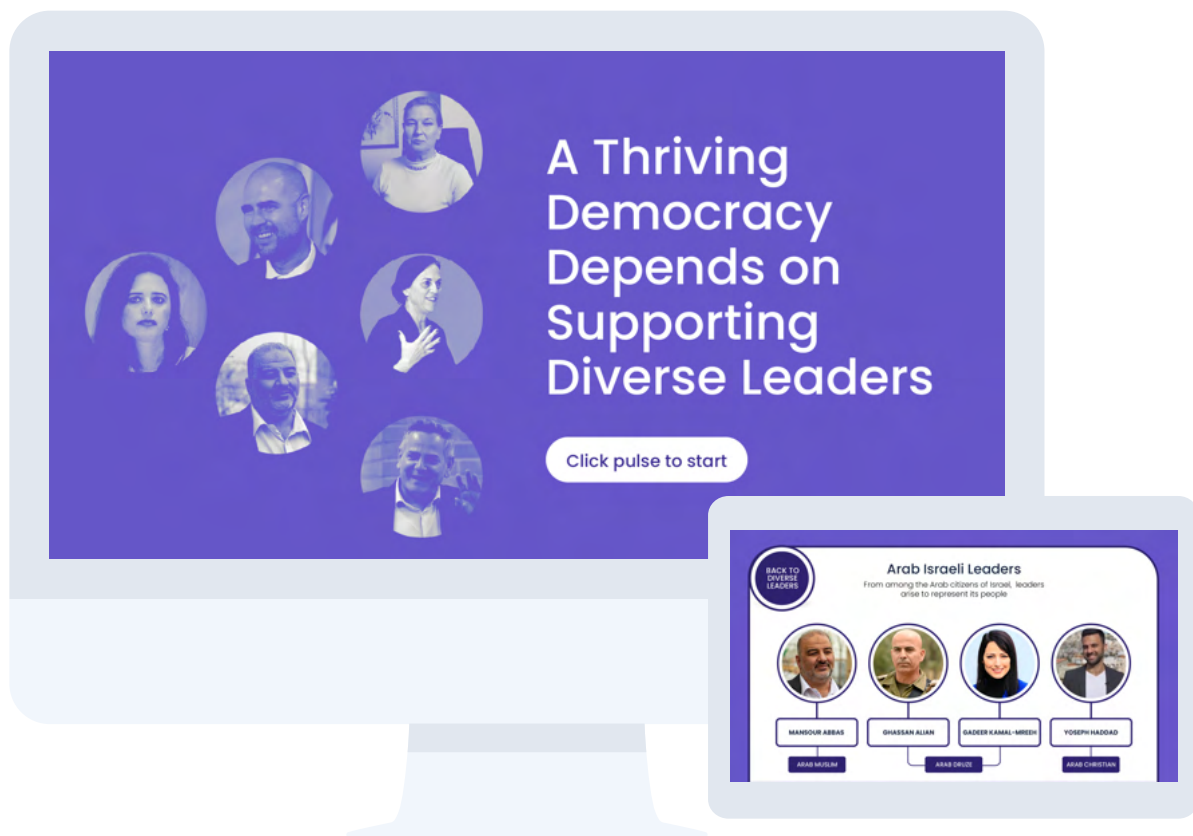 A Thriving
Democracy
Depends on
Supporting
Diverse Leaders
Click pulse to start
BACK TO
DIVERSE
LEADERS
Arab Israeli Leaders
From among the Arab citizens of Israel, leaders
arise to represent its people
MANSOUR ABBAS
GHASSAN ALIAN
GADEER KAMAL-MREEH
YOSEPH HADDAD
ARAB MUSLIM
ARAB DRUZE
ARAB CHRISTIAN